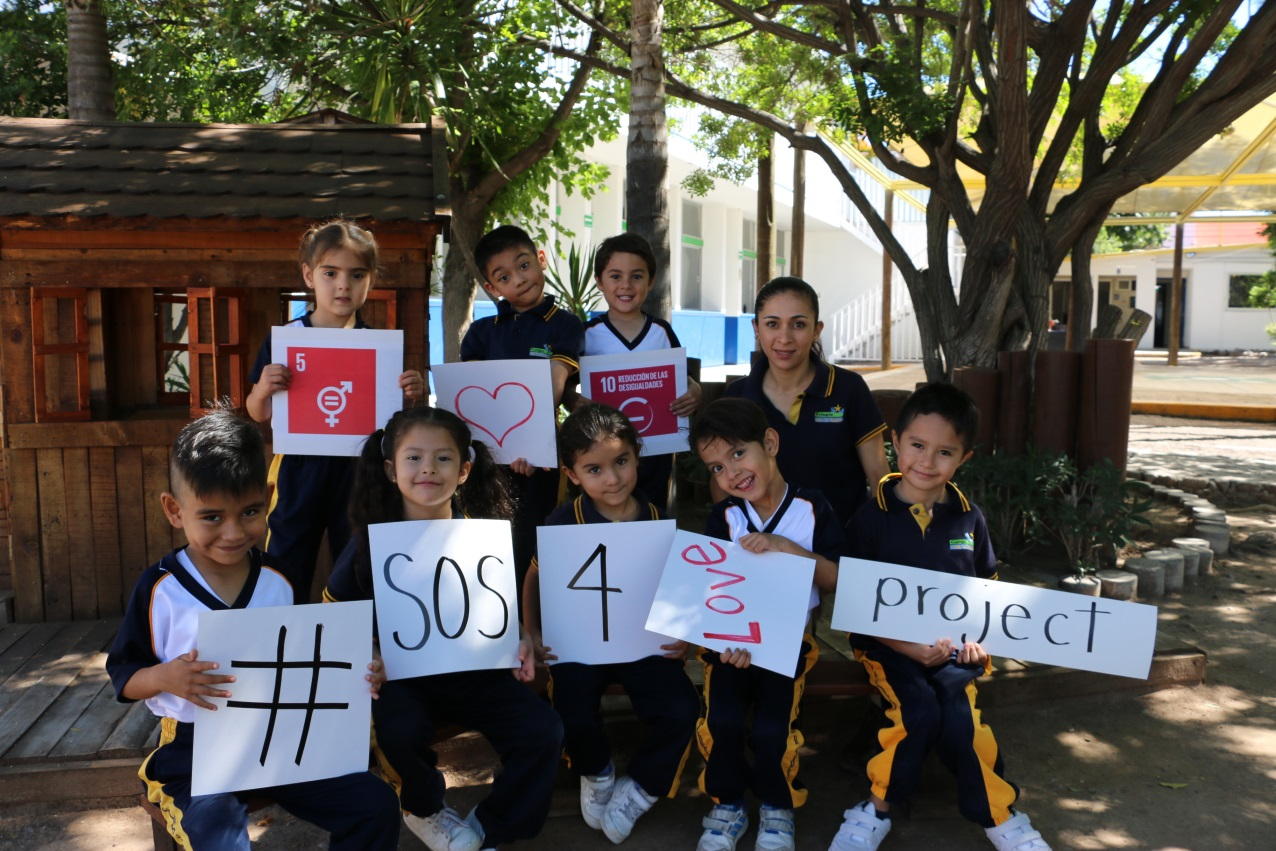 5
10 REDUCCIÓN DE LAS
DESIGUALDADES
#
SOS
4
love
project